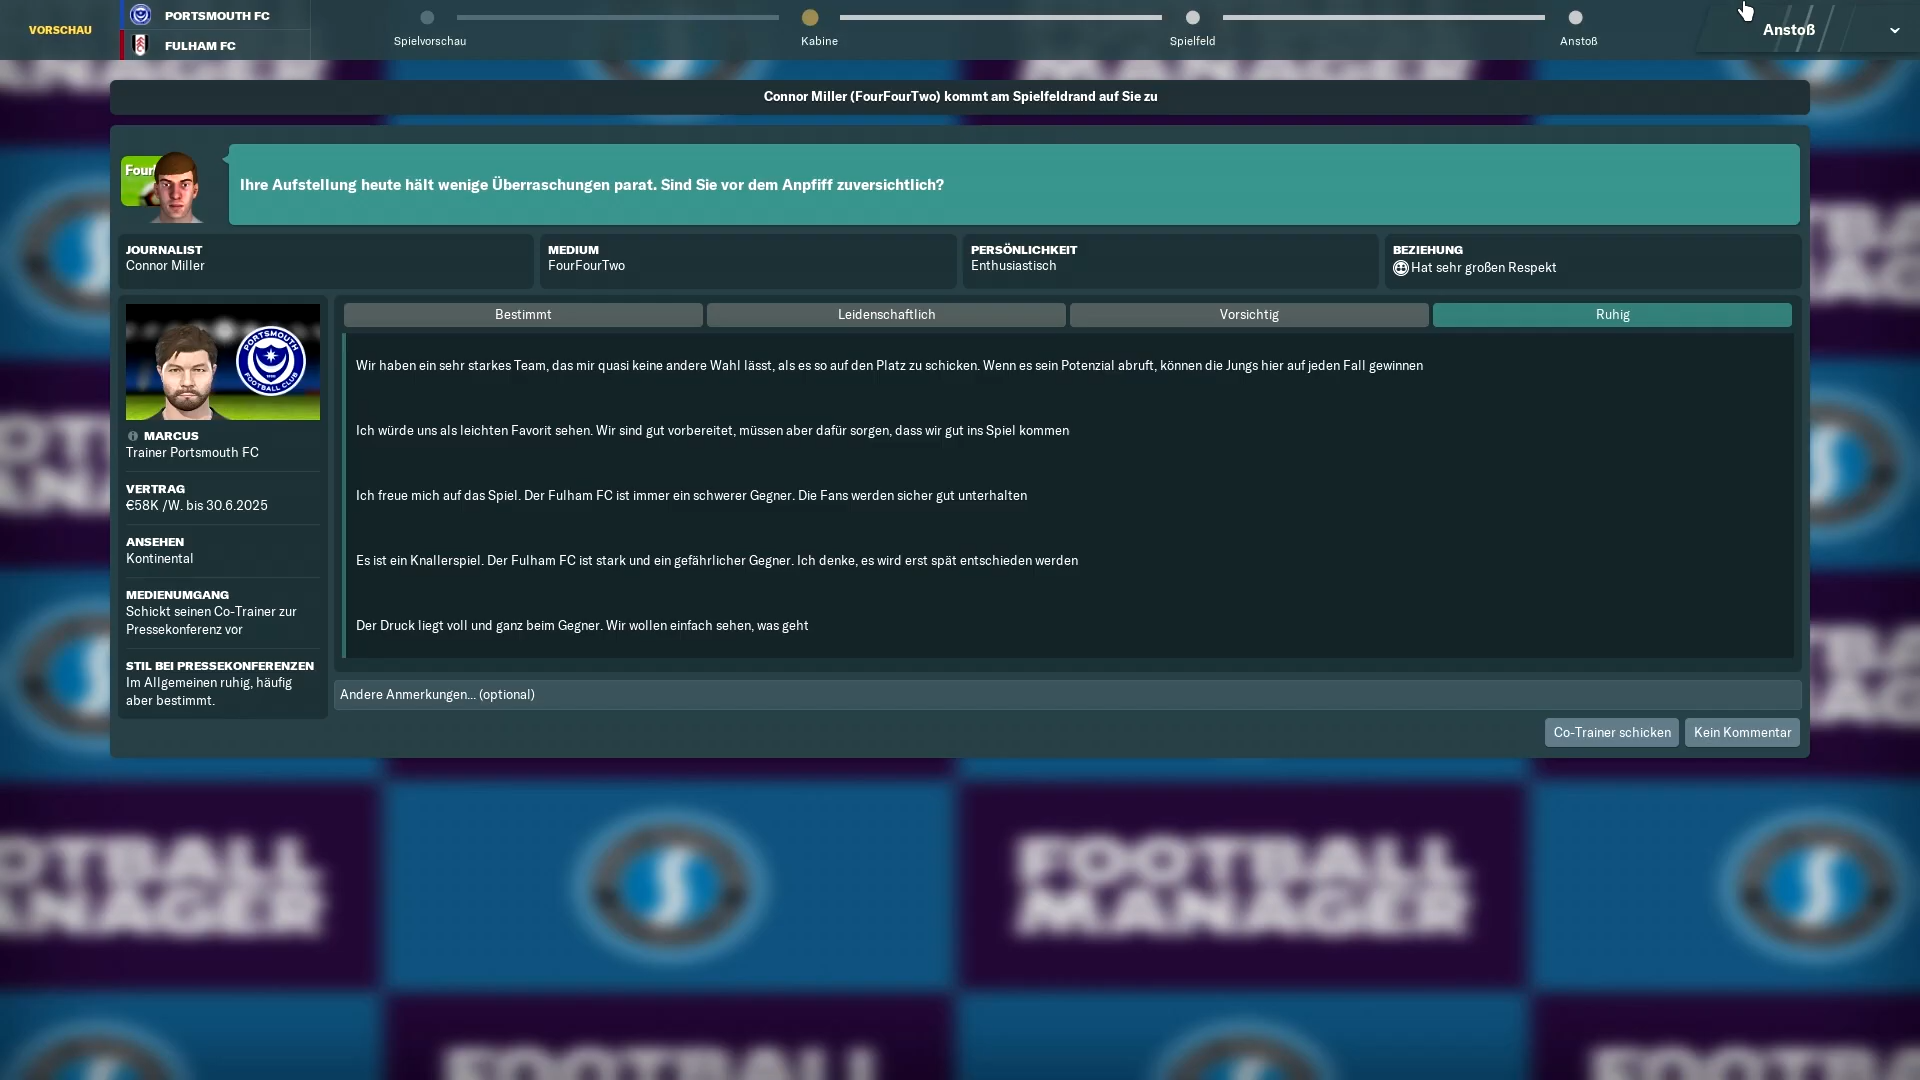 VORSCHAU
PORTSMOUTH FC
FULHAM FC
Spielvorschau
Kabine
Spielfeld
Anstoß
Anstoß
Connor Miller (FourFourTwo) kommt am Spielfeldrand auf Sie zu
Four
Ihre Aufstellung heute hält wenige Überraschungen parat. Sind Sie vor dem Anpfiff zuversichtlich?
JOURNALIST
Connor Miller
MEDIUM
FourFourTwo
PERSÖNLICHKEIT
Enthusiastisch
BEZIEHUNG
Hat sehr großen Respekt
Bestimmt
Leidenschaftlich
Vorsichtig
Ruhig
PORTSMOUTH
FOOTBALL CLUB
MARCUS
Trainer Portsmouth FC
VERTRAG
€58K /W. bis 30.6.2025
ANSEHEN
Kontinental
MEDIENUMGANG
Schickt seinen Co-Trainer zur
Pressekonferenz vor
STIL BEI PRESSEKONFERENZEN
Im Allgemeinen ruhig, häufig
aber bestimmt.
Wir haben ein sehr starkes Team, das mir quasi keine andere Wahl lässt, als es so auf den Platz zu schicken. Wenn es sein Potenzial abruft, können die Jungs hier auf jeden Fall gewinnen
Ich würde uns als leichten Favorit sehen. Wir sind gut vorbereitet, müssen aber dafür sorgen, dass wir gut ins Spiel kommen
Ich freue mich auf das Spiel. Der Fulham FC ist immer ein schwerer Gegner. Die Fans werden sicher gut unterhalten
Es ist ein Knallerspiel. Der Fulham FC ist stark und ein gefährlicher Gegner. Ich denke, es wird erst spät entschieden werden
Der Druck liegt voll und ganz beim Gegner. Wir wollen einfach sehen, was geht
Andere Anmerkungen... (optional)
Co-Trainer schicken
Kein Kommentar
FOOTBALL
MANAGER